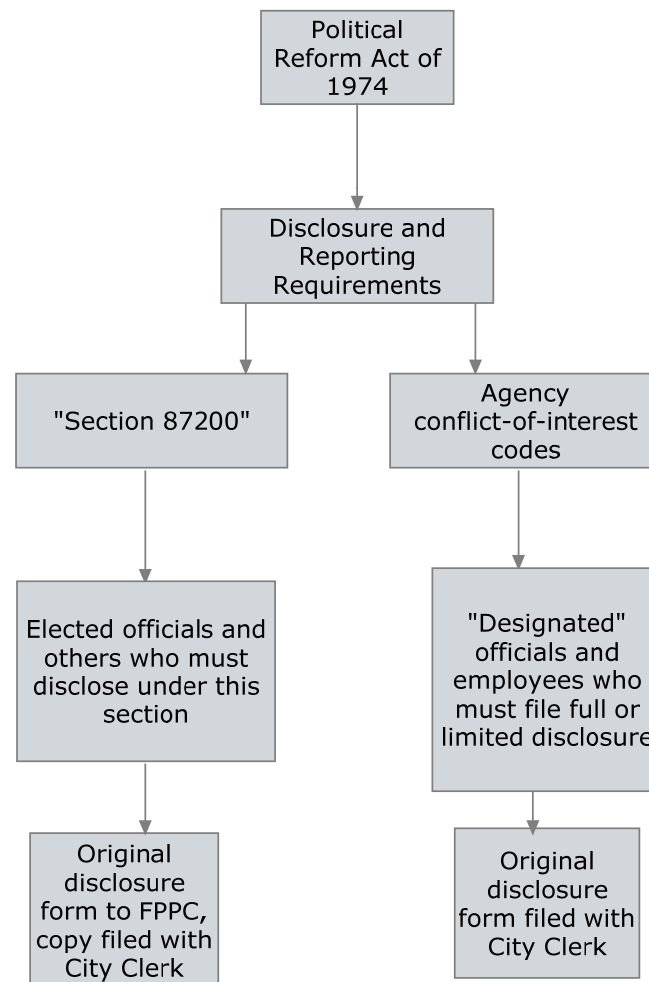 Political
Reform Act of
1974
Disclosure and
Reporting
Requirements
"Section 87200"
Agency
conflict-of-interest
codes
Elected officials and
others who must
disclose under this
section
"Designated"
officials and
employees who
must file full or
limited disclosure
Original
disclosure
form to FPPC,
copy filed with
City Clerk
Original
disclosure
form filed with
City Clerk